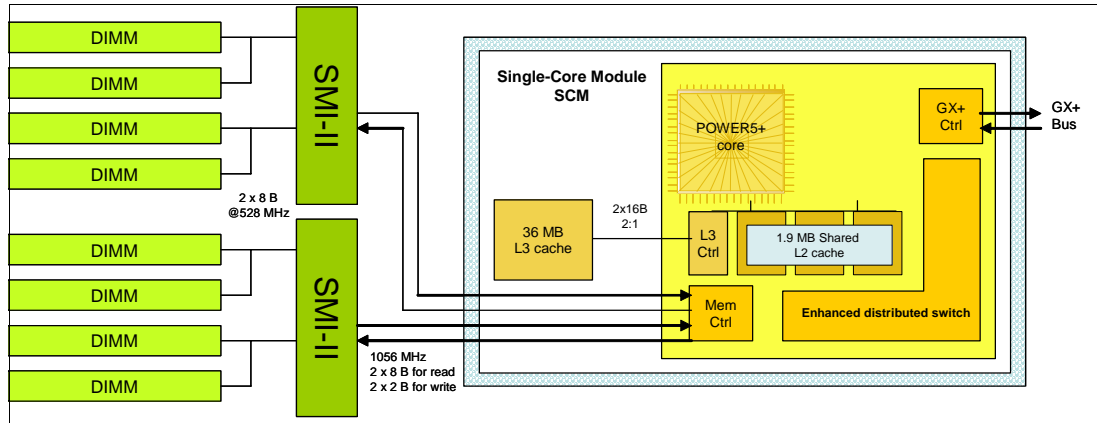 DIMM
DIMM
DIMM
DIMM
2 x 8 B
@528 MHz
DIMM
DIMM
DIMM
DIMM
SMI-II
SMI-II
1056 MHz
2 x 8 B for read
2 x 2 B for write
Single-Core Module
SCM
POWER5+
core
GX+
Ctrl
GX+
Bus
36 MB
L3 cache
2x16B
2:1
L3
Ctrl
1.9 MB Shared
L2 cache
Mem
Ctrl
Enhanced distributed switch